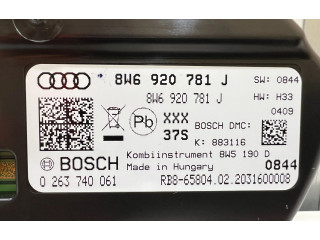 8W6 920 781 J SW: 0844
8W6 920 781 J HW: H33
0409
Pb XXX
37S BOSCH DMC:
K: 883116
BOSCH Kombiinstrument 8W5 190 D
Made in Hungary 0844
0 263 740 061 RB8-65804.02.2031600008